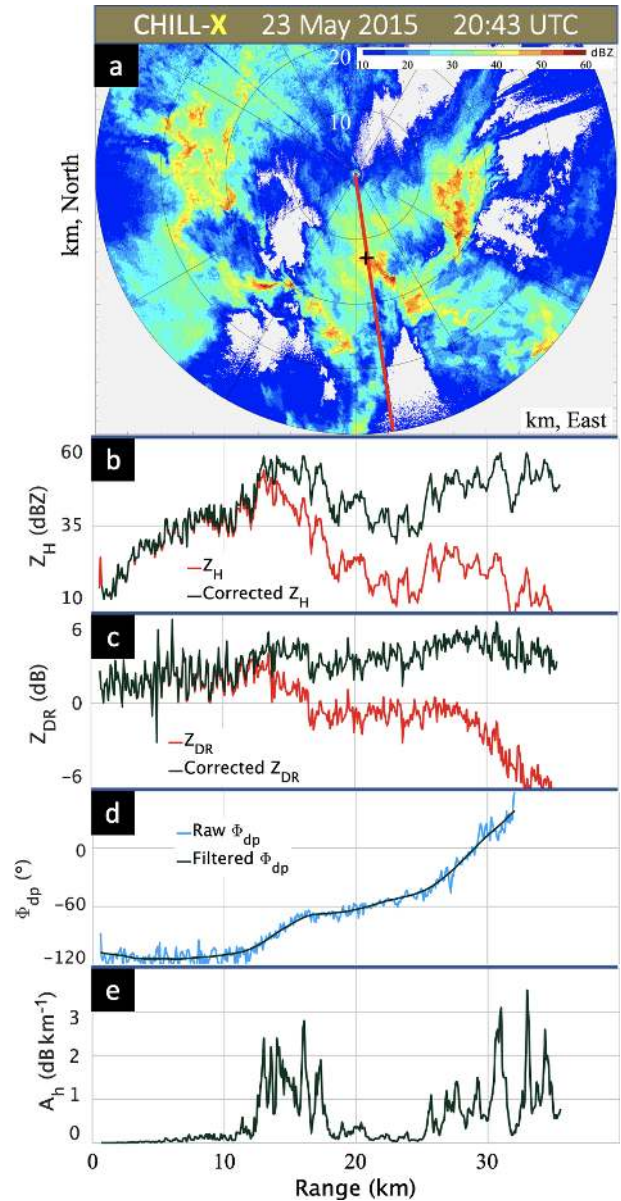 CHILL-X 23 May 2015 20:43 UTC
a
20
10
dBZ
10 20 30 40 50 60
km, North
km, East
b
60
35
10
Z_H (dBZ)
Z_H
Corrected Z_H
c
6
0
-6
Z_DR (dB)
Z_DR
Corrected Z_DR
d
0
-60
-120
Φ_dp (°)
Raw Φ_dp
Filtered Φ_dp
e
3
2
1
0
A_h (dB km⁻¹)
0 10 20 30
Range (km)